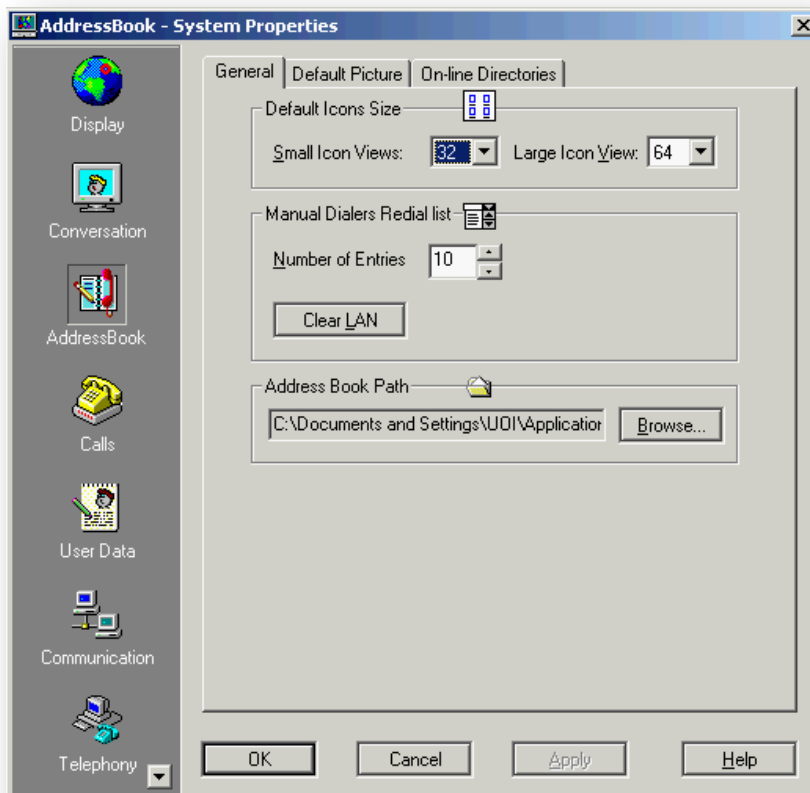 AddressBook - System Properties
Display
Conversation
AddressBook
Calls
User Data
Communication
Telephony
General Default Picture On-line Directories
Default Icons Size
Small Icon Views: 32 Large Icon View: 64
Manual Dialers Redial list
Number of Entries 10
Clear LAN
Address Book Path
C:\Documents and Settings\UOI\Application Browse...
OK Cancel Apply Help